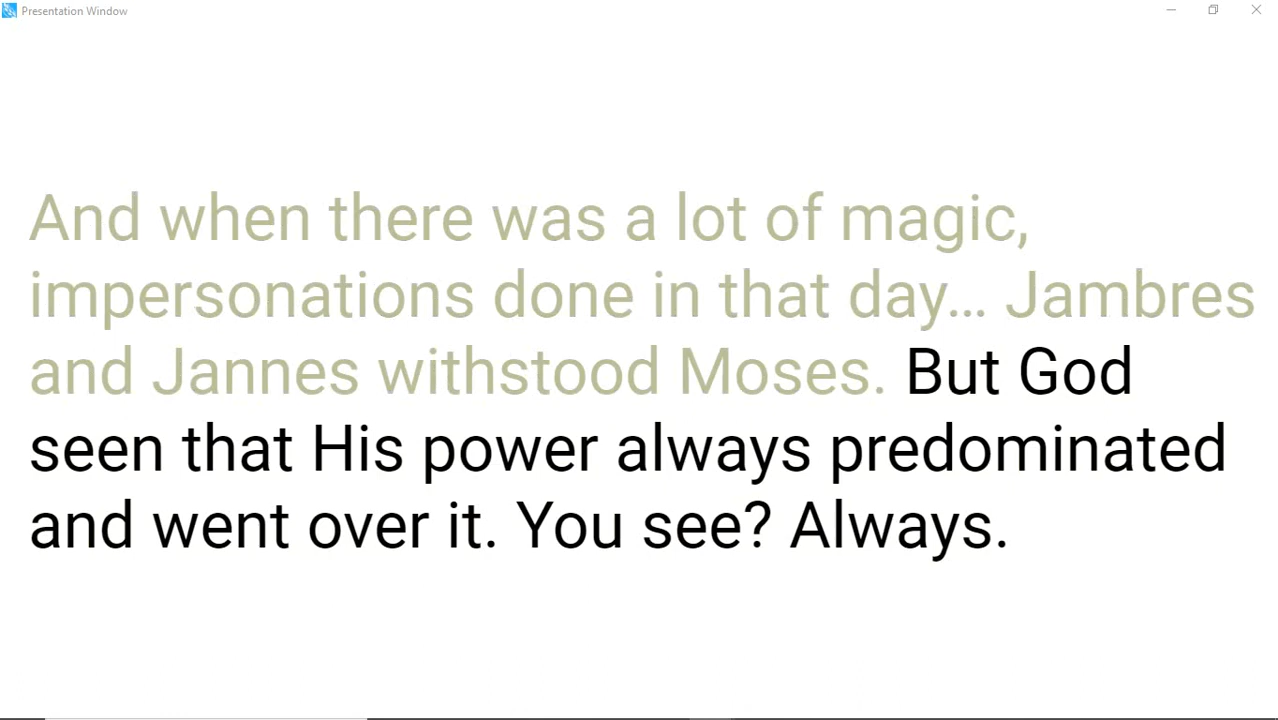 Presentation Window
And when there was a lot of magic,
impersonations done in that day… Jambres
and Jannes withstood Moses. But God
seen that His power always predominated
and went over it. You see? Always.